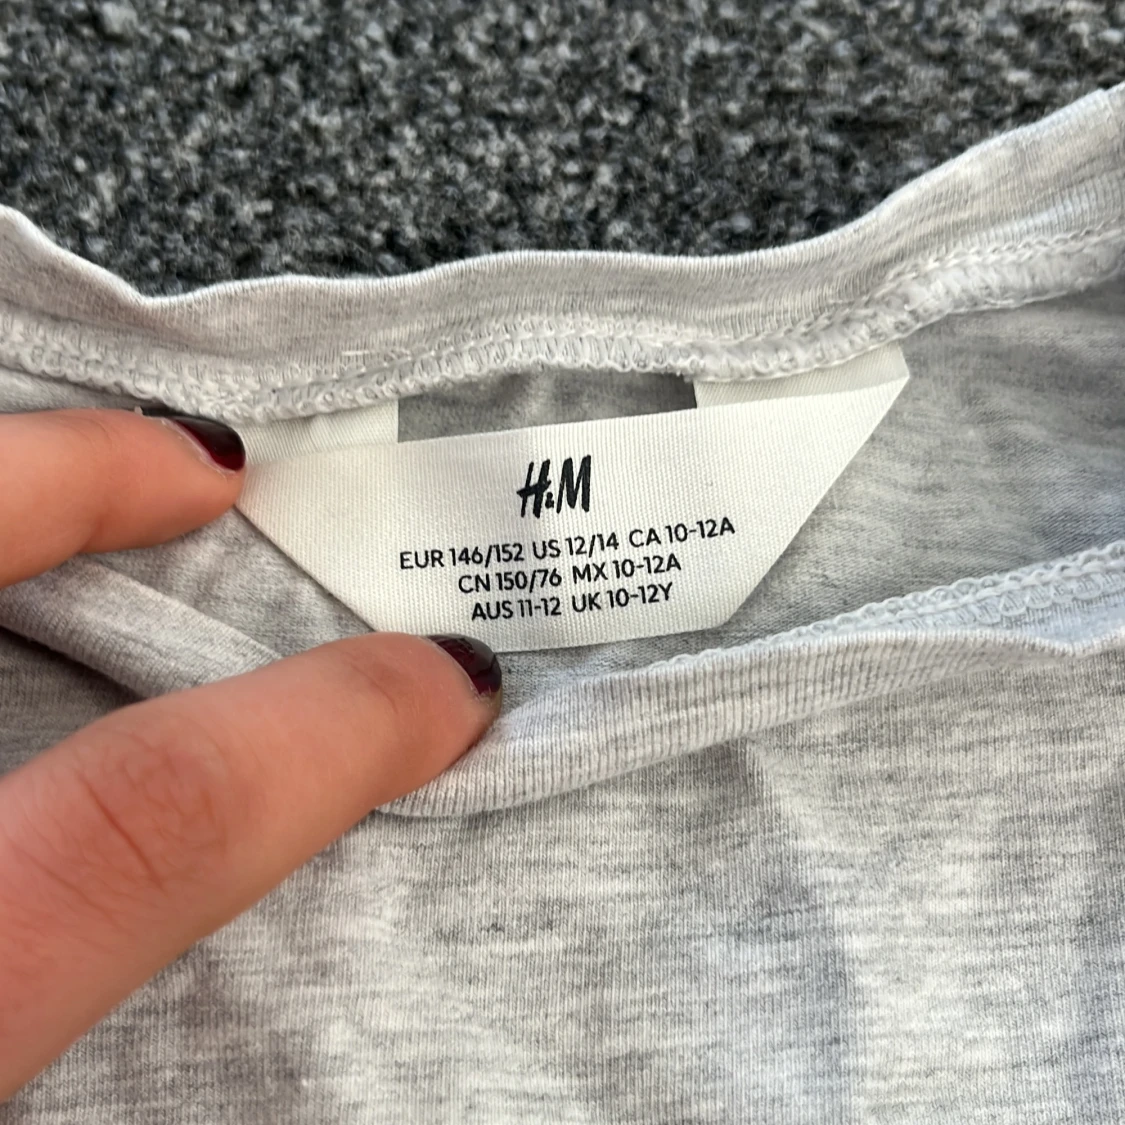 H&M
EUR 146/152 US 12/14 CA 10-12A
CN 150/76 MX 10-12A
AUS 11-12 UK 10-12Y